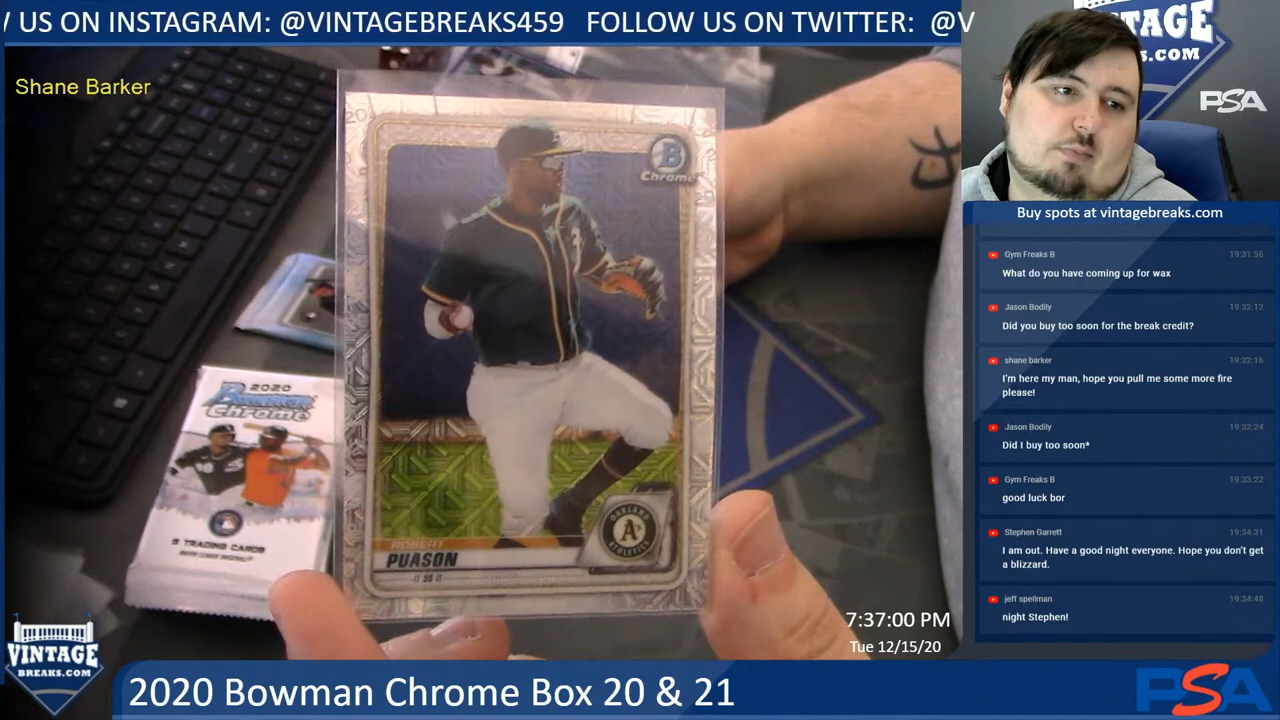 / US ON INSTAGRAM: @VINTAGEBREAKS459 FOLLOW US ON TWITTER: @V
Shane Barker
VINTAGE
S.COM
PSA
B
Chrome
2020
Bowman
Chrome
5 TRADING CARDS
OAKLAND
A's
ATHLETICS
ROBERT
PUASON
// SS //
Buy spots at vintagebreaks.com
Gym Freaks B 19:31:56
What do you have coming up for wax
Jason Bodily 19:32:12
Did you buy too soon for the break credit?
shane barker 19:32:16
I'm here my man, hope you pull me some more fire
please!
Jason Bodily 19:32:24
Did I buy too soon*
Gym Freaks B 19:33:22
good luck bor
Stephen Garrett 19:34:31
I am out. Have a good night everyone. Hope you don't get
a blizzard.
jeff spellman 19:34:48
night Stephen!
7:37:00 PM
Tue 12/15/20
VINTAGE
BREAKS.COM
2020 Bowman Chrome Box 20 & 21
PSA